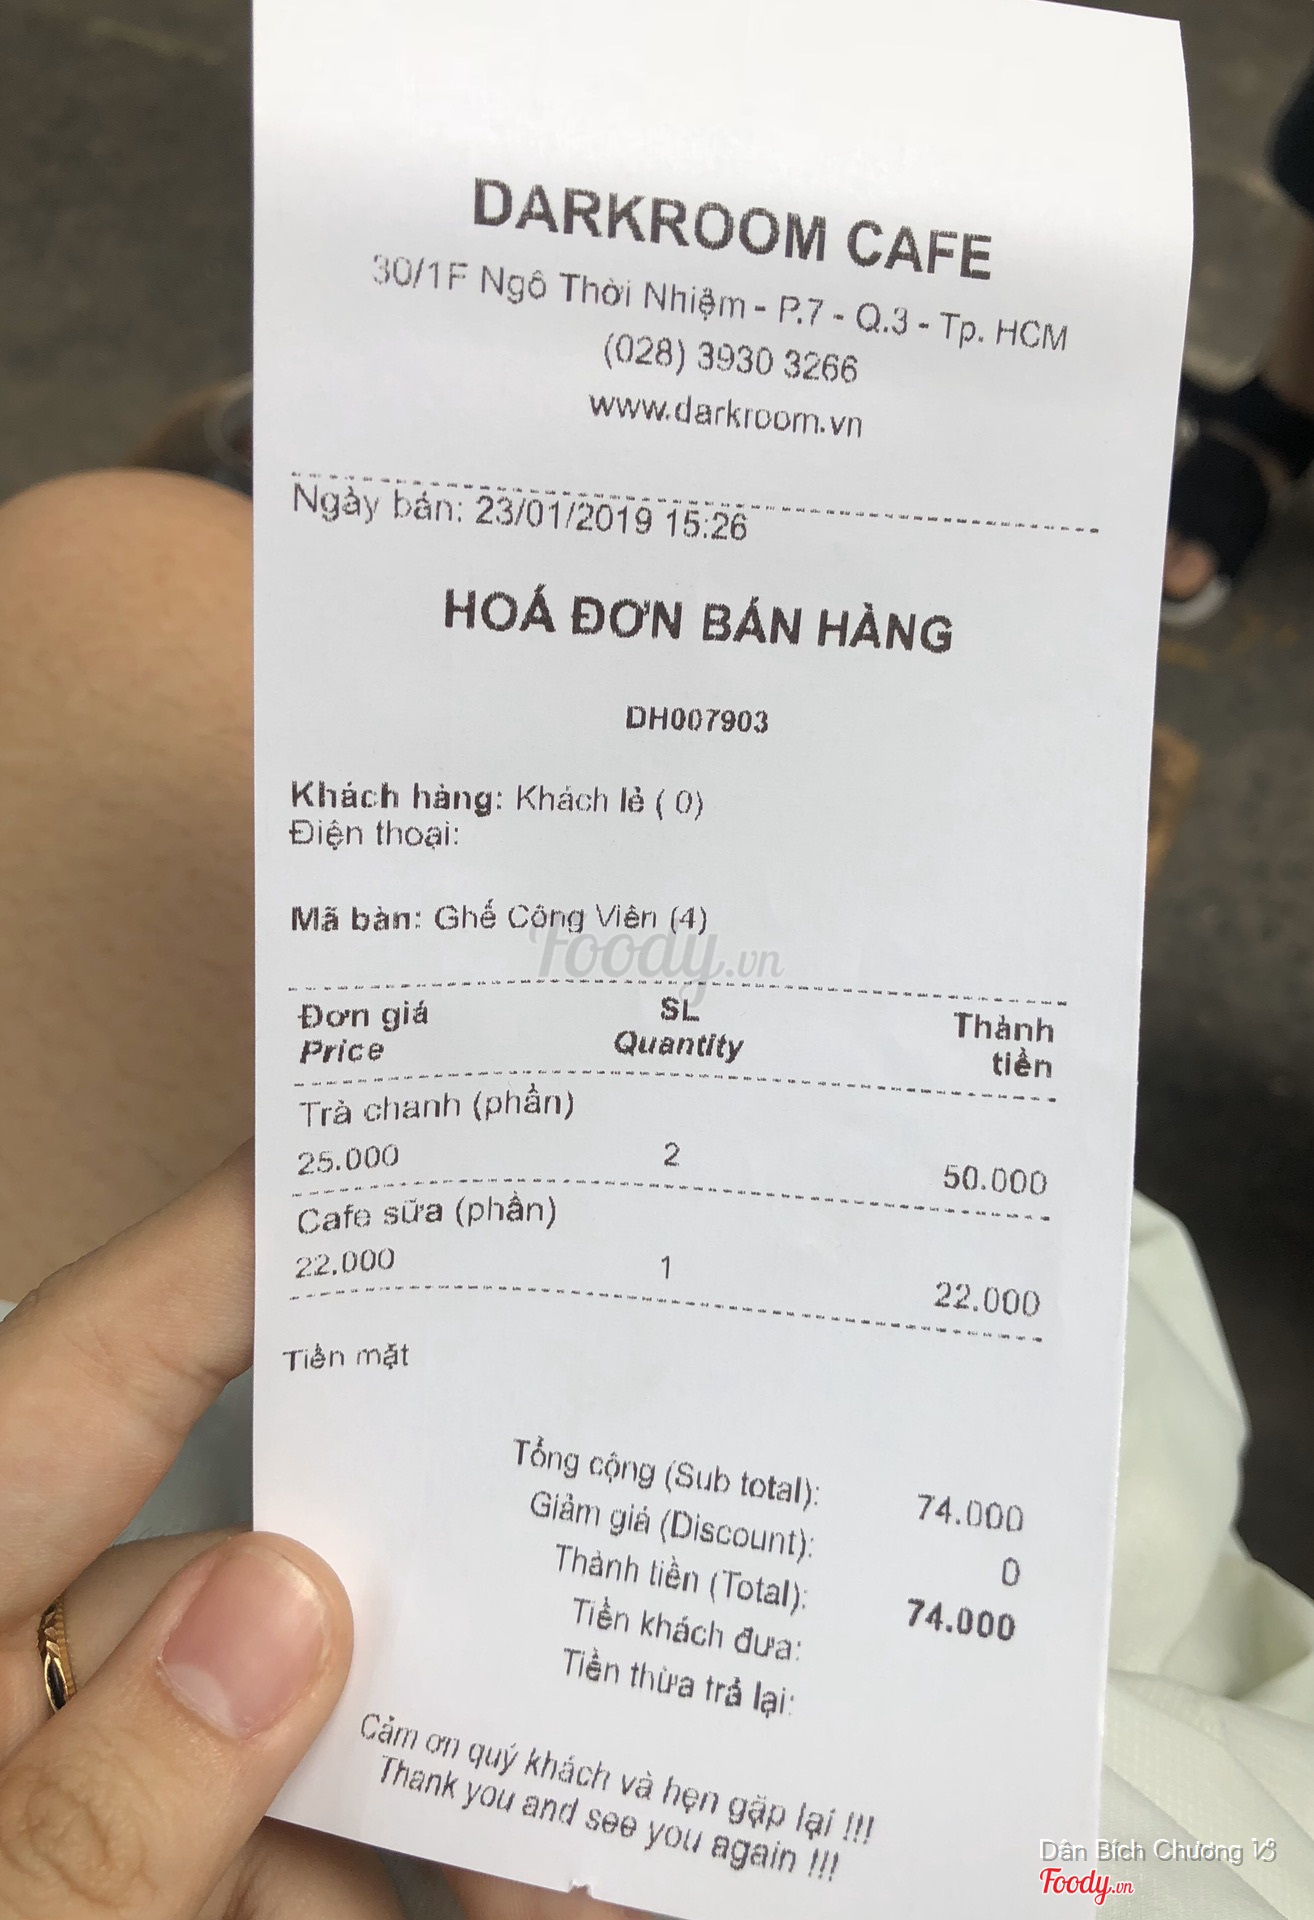 DARKROOM CAFE
30/1F Ngô Thời Nhiệm - P.7 - Q.3 - Tp. HCM
(028) 3930 3266
www.darkroom.vn
Ngày bán: 23/01/2019 15:26
HOÁ ĐƠN BÁN HÀNG
DH007903
Khách hàng: Khách lẻ ( 0)
Điện thoại:
Mã bàn: Ghế Công Viên (4)
Foody.vn
Đơn giá SL Thành
Price Quantity tiền
Trà chanh (phần)
25.000 2 50.000
Cafe sữa (phần)
22.000 1 22.000
Tiền mặt
Tổng cộng (Sub total): 74.000
Giảm giá (Discount): 0
Thành tiền (Total): 74.000
Tiền khách đưa:
Tiền thừa trả lại:
Cảm ơn quý khách và hẹn gặp lại !!!
Thank you and see you again !!!
Dân Bích Chương ♑
Foody.vn